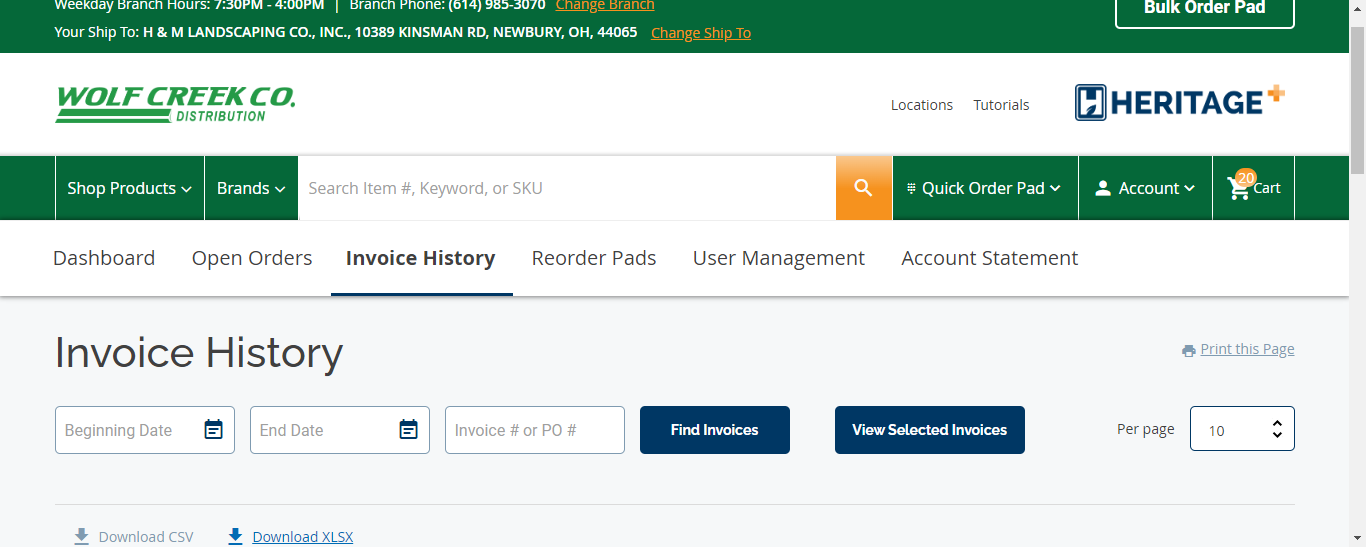 Weekday Branch Hours: 7:30PM - 4:00PM | Branch Phone: (614) 985-3070 Change Branch
Bulk Order Pad
Your Ship To: H & M LANDSCAPING CO., INC., 10389 KINSMAN RD, NEWBURY, OH, 44065 Change Ship To
WOLF CREEK CO.
DISTRIBUTION
Locations Tutorials
HERITAGE+
Shop Products Brands Search Item #, Keyword, or SKU Quick Order Pad Account 20 Cart
Dashboard Open Orders Invoice History Reorder Pads User Management Account Statement
Invoice History
Print this Page
Beginning Date End Date Invoice # or PO # Find Invoices View Selected Invoices Per page 10
Download CSV Download XLSX